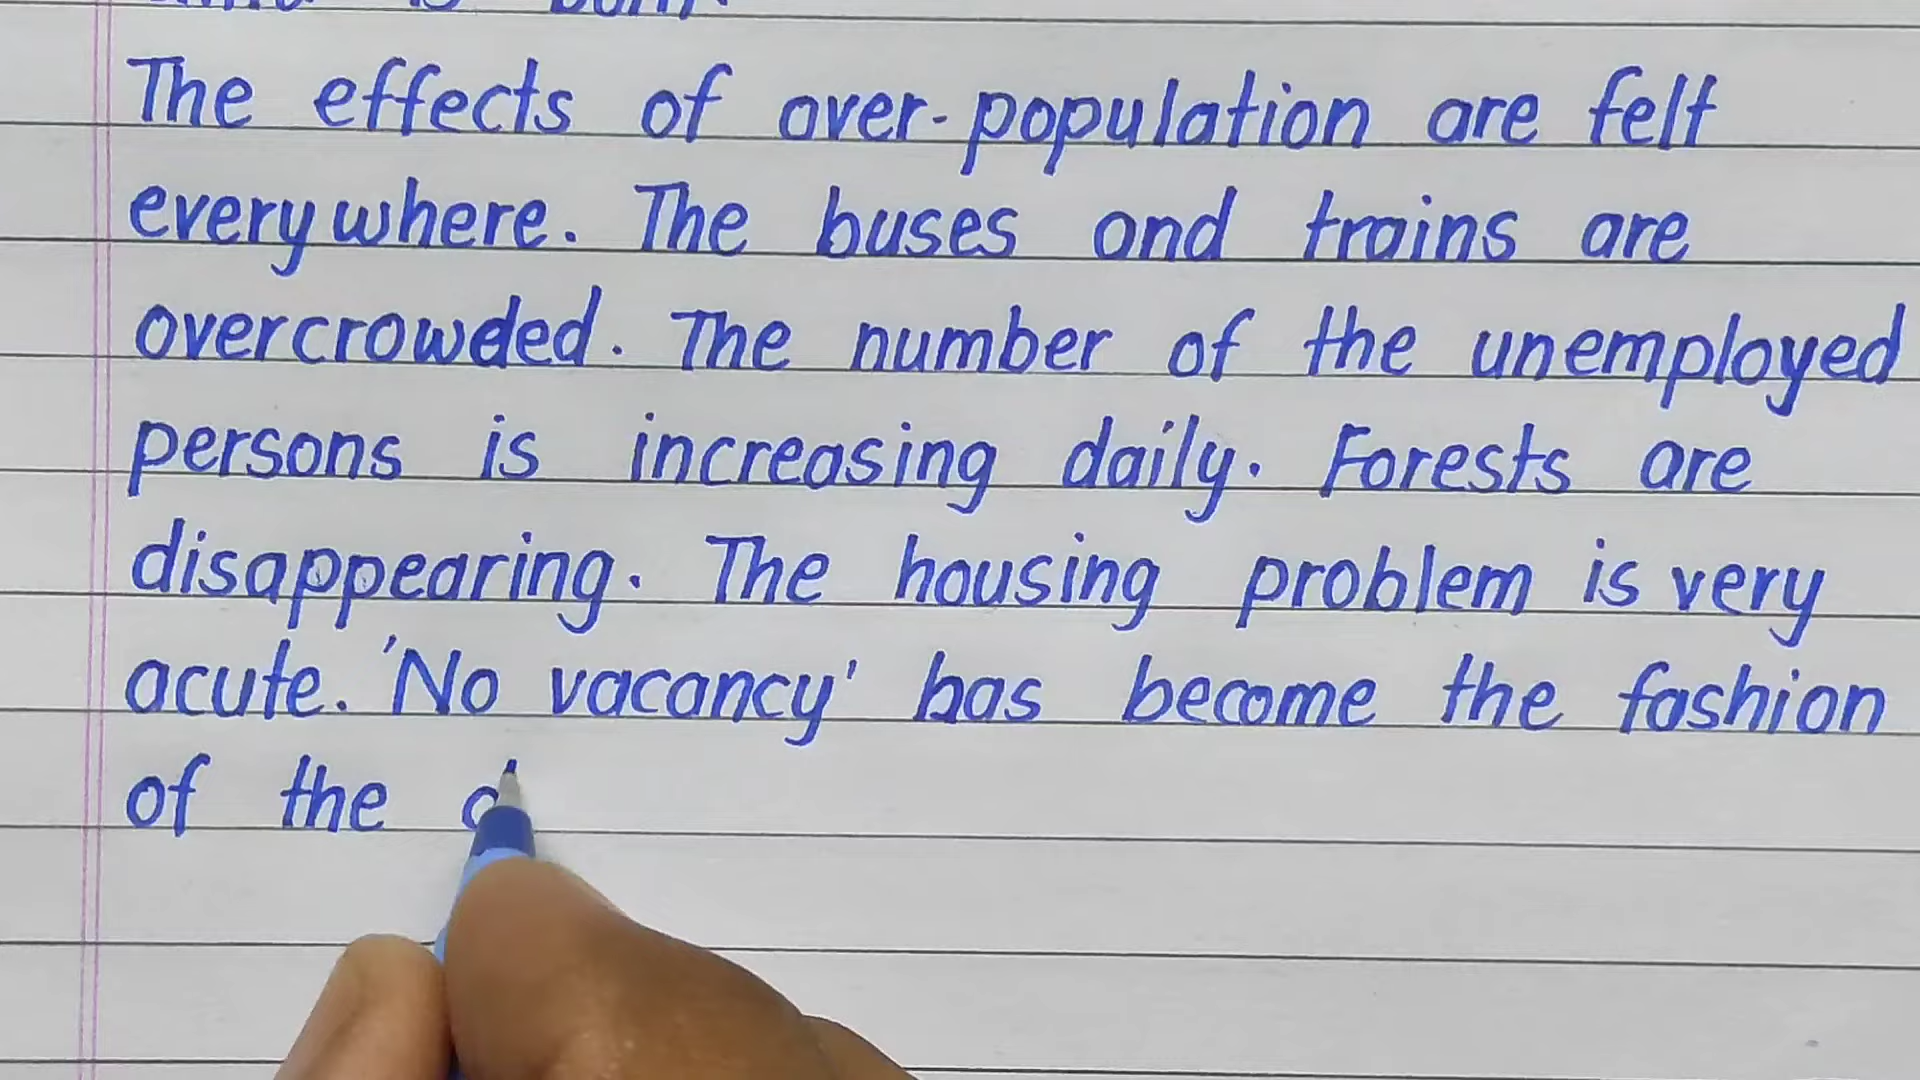 The effects of over-population are felt
everywhere. The buses and trains are
overcrowded. The number of the unemployed
persons is increasing daily. Forests are
disappearing. The housing problem is very
acute. 'No vacancy' has become the fashion
of the